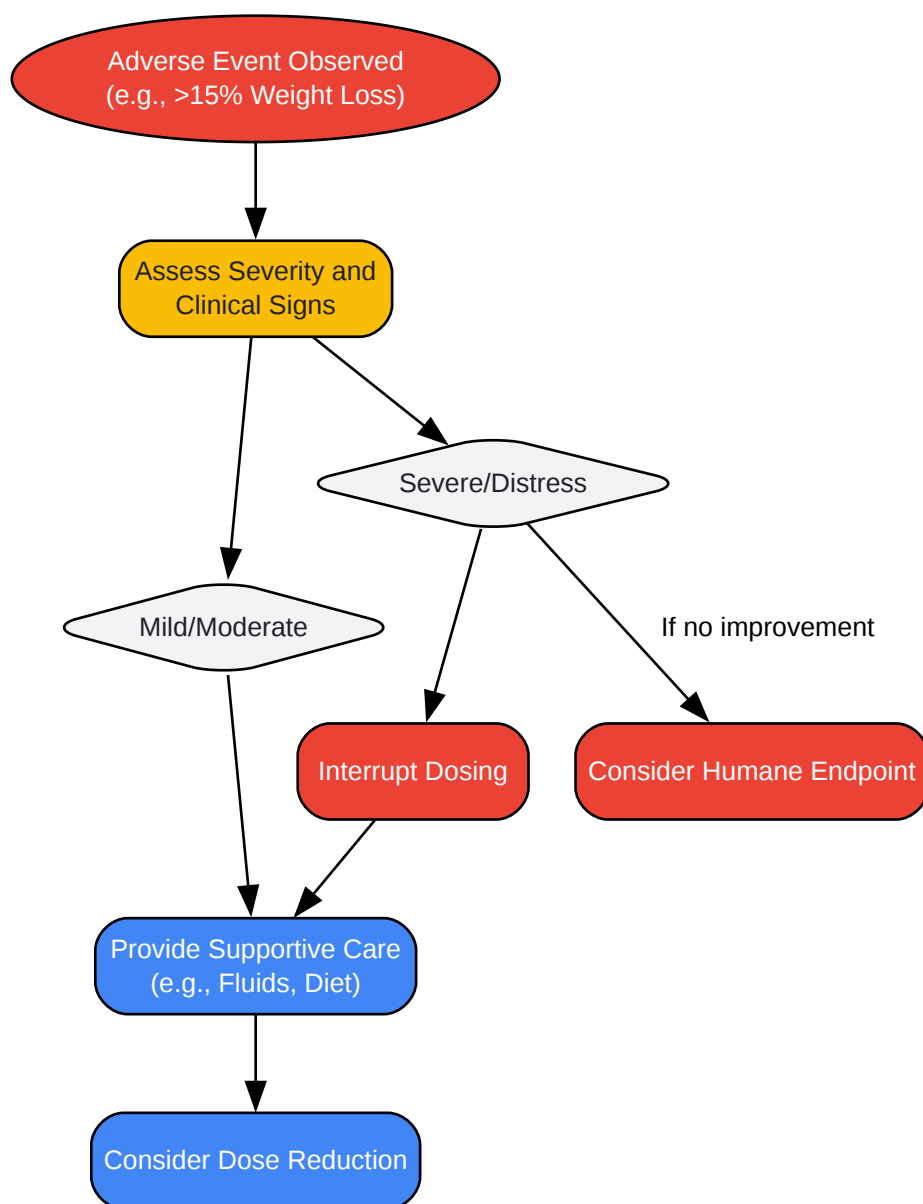 Adverse Event Observed
(e.g., >15% Weight Loss)
Assess Severity and
Clinical Signs
Severe/Distress
Mild/Moderate
If no improvement
Interrupt Dosing
Consider Humane Endpoint
Provide Supportive Care
(e.g., Fluids, Diet)
Consider Dose Reduction